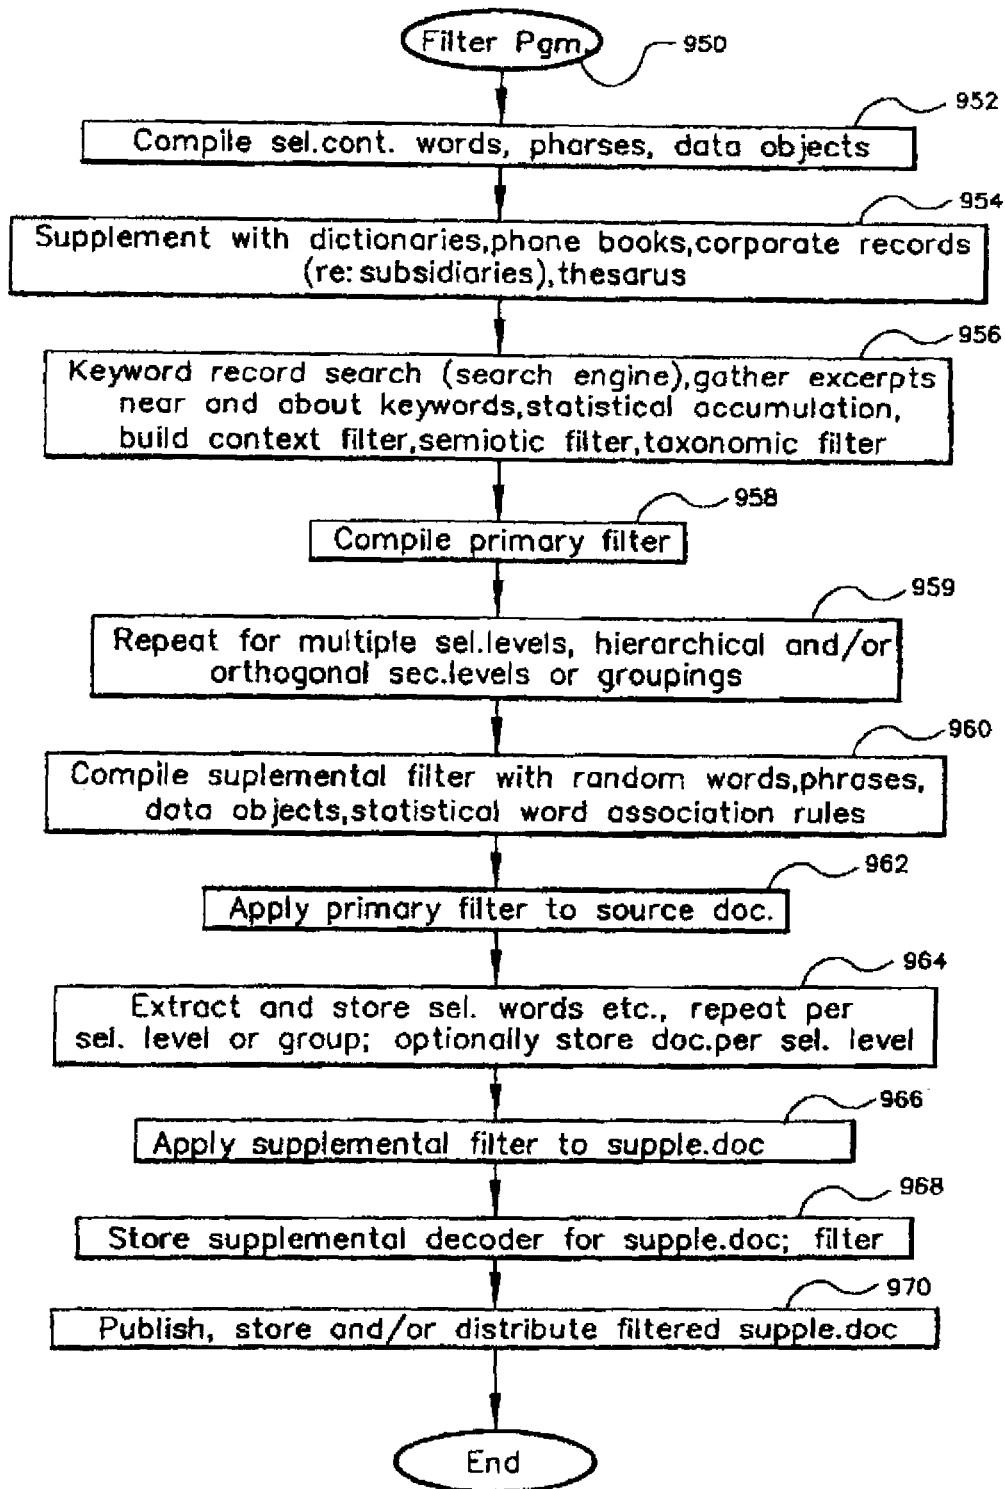 Filter Pgm.
950
952
Compile sel.cont. words, pharses, data objects
954
Supplement with dictionaries,phone books,corporate records
(re: subsidiaries),thesarus
956
Keyword record search (search engine),gather excerpts
near and about keywords,statistical accumulation,
build context filter,semiotic filter,taxonomic filter
958
Compile primary filter
959
Repeat for multiple sel.levels, hierarchical and/or
orthogonal sec.levels or groupings
960
Compile suplemental filter with random words,phrases,
data objects,statistical word association rules
962
Apply primary filter to source doc.
964
Extract and store sel. words etc., repeat per
sel. level or group; optionally store doc.per sel. level
966
Apply supplemental filter to supple.doc
968
Store supplemental decoder for supple.doc; filter
970
Publish, store and/or distribute filtered supple.doc
End